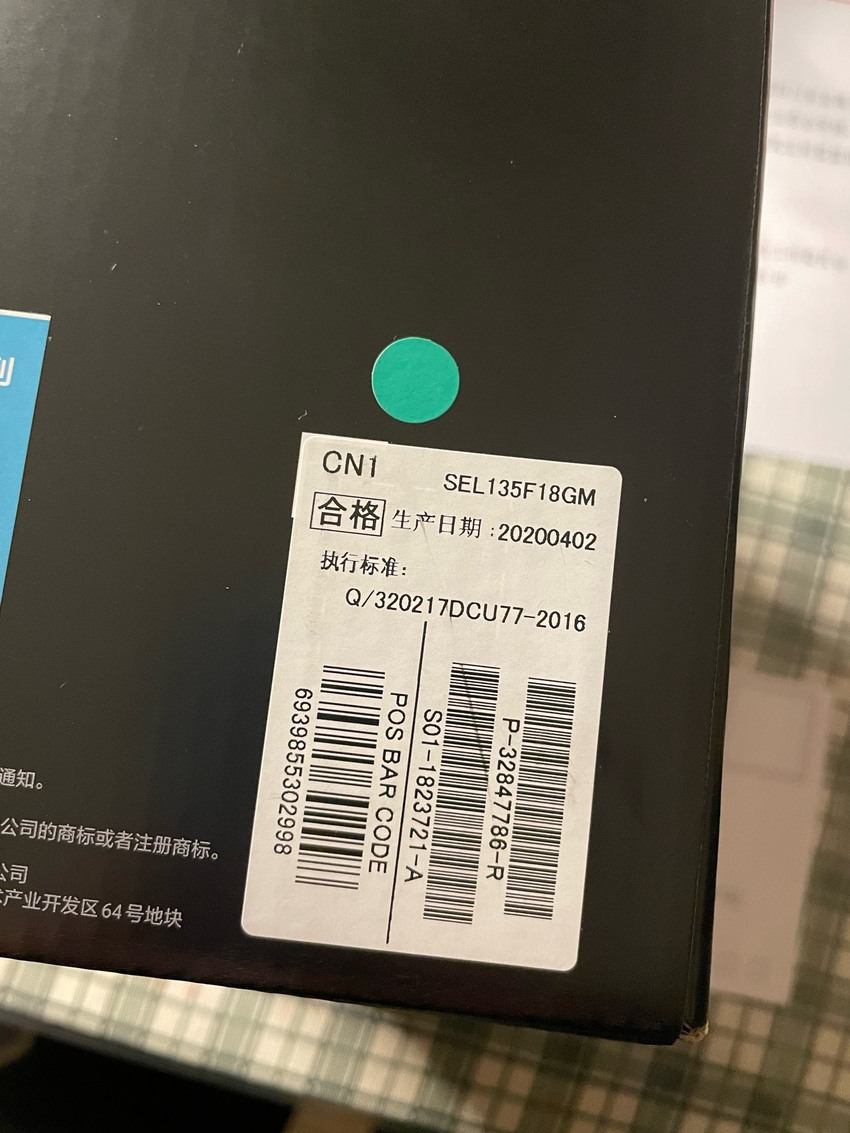 CN1
SEL135F18GM
合格 生产日期:20200402
执行标准:
Q/320217DCU77-2016
P-32847786-R
S01-1823721-A
POS BAR CODE
6939855302998
通知。
公司的商标或者注册商标。
公司
产业开发区64号地块